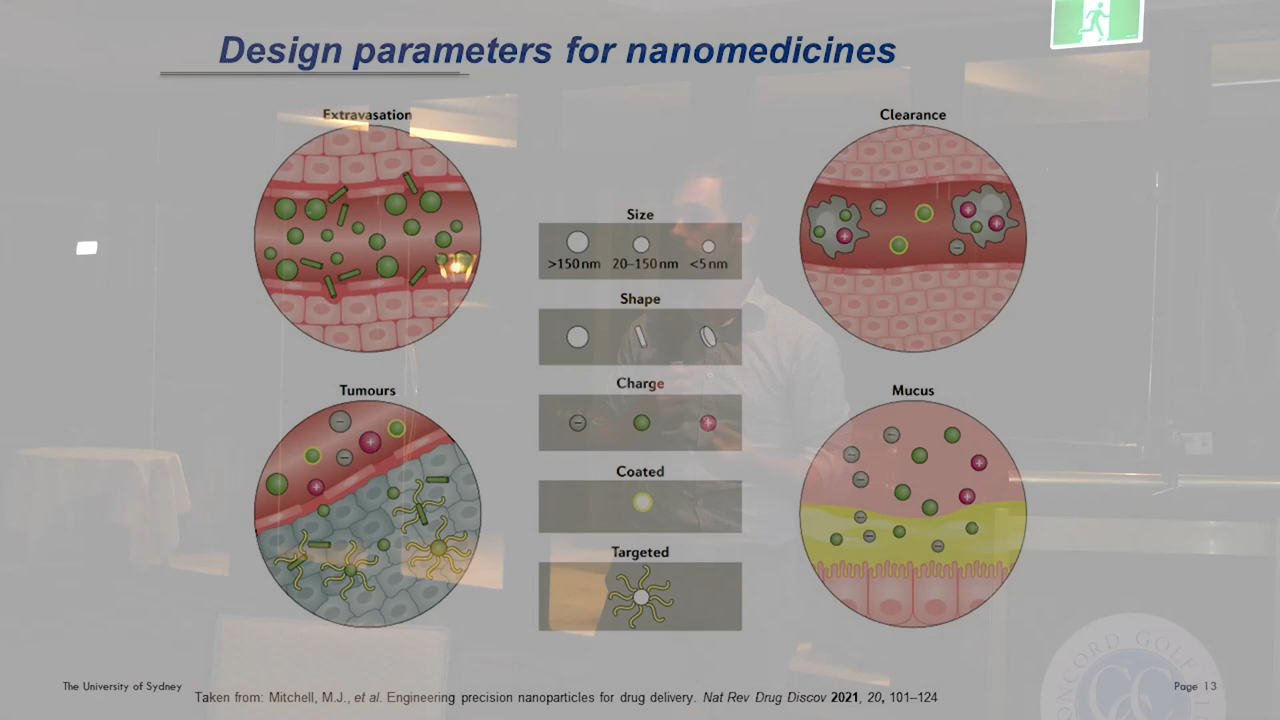 Design parameters for nanomedicines
Extravasation
Clearance
Size
>150 nm 20–150 nm <5 nm
Shape
Charge
Tumours
Mucus
Coated
Targeted
The University of Sydney
Taken from: Mitchell, M.J., et al. Engineering precision nanoparticles for drug delivery. Nat Rev Drug Discov 2021, 20, 101–124
Page 13
CONCORD GOLF